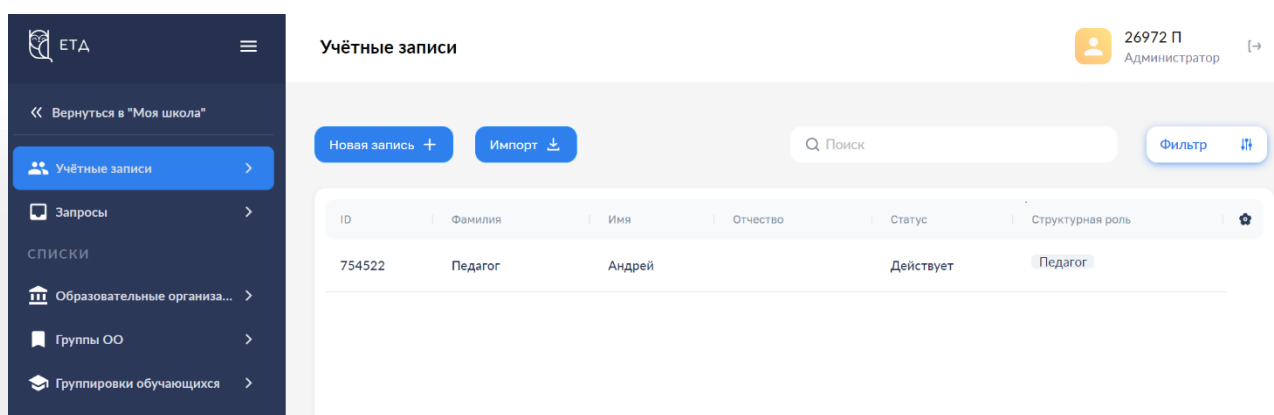 ЕТД
Вернуться в "Моя школа"
Учётные записи
Запросы
СПИСКИ
Образовательные организа...
Группы ОО
Группировки обучающихся
Учётные записи
26972 П
Администратор
Новая запись +
Импорт
Поиск
Фильтр
ID Фамилия Имя Отчество Статус Структурная роль
754522 Педагог Андрей Действует Педагог